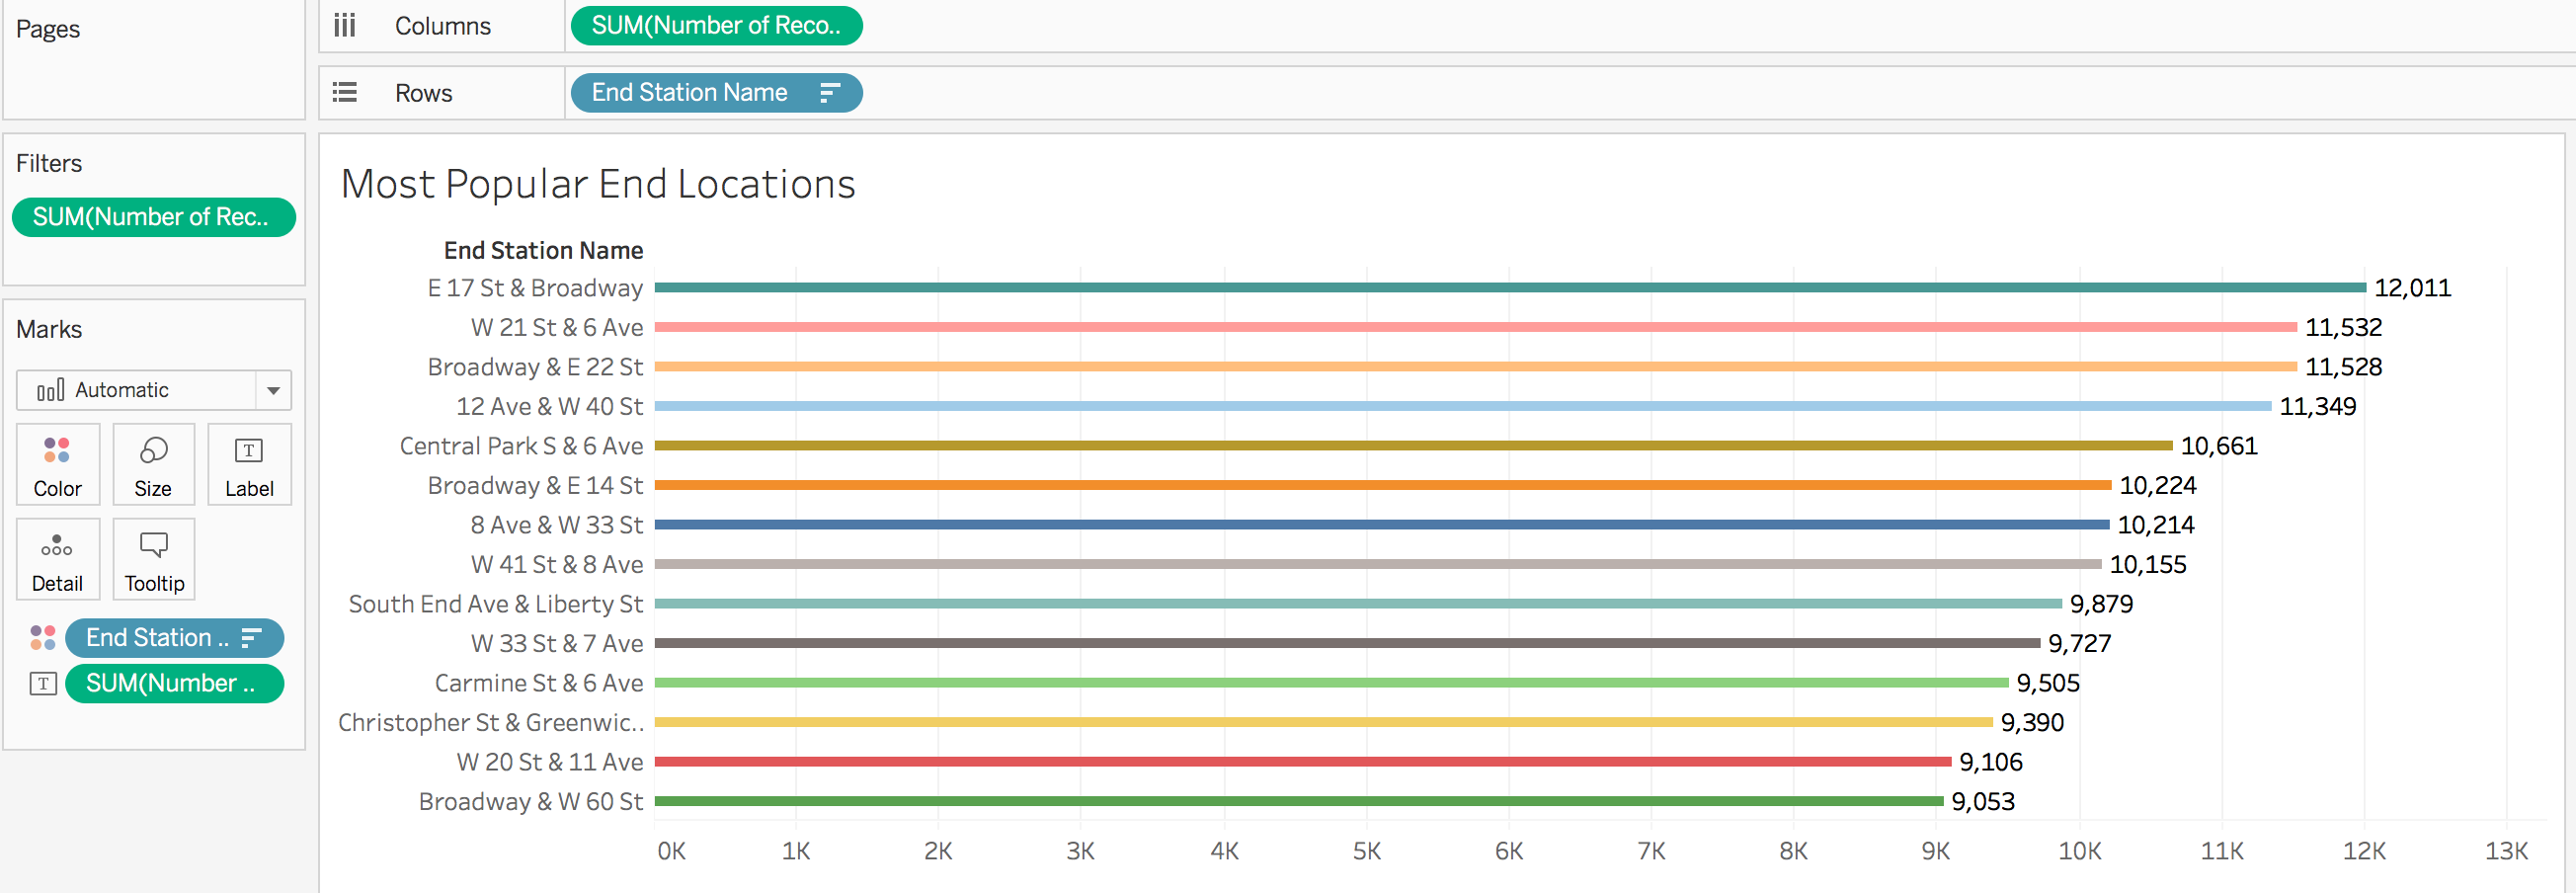 Pages
Filters
SUM(Number of Rec..
Marks
Automatic
Color Size Label
Detail Tooltip
End Station ..
T SUM(Number ..
Columns SUM(Number of Reco..
Rows End Station Name
Most Popular End Locations
End Station Name
E 17 St & Broadway 12,011
W 21 St & 6 Ave 11,532
Broadway & E 22 St 11,528
12 Ave & W 40 St 11,349
Central Park S & 6 Ave 10,661
Broadway & E 14 St 10,224
8 Ave & W 33 St 10,214
W 41 St & 8 Ave 10,155
South End Ave & Liberty St 9,879
W 33 St & 7 Ave 9,727
Carmine St & 6 Ave 9,505
Christopher St & Greenwic.. 9,390
W 20 St & 11 Ave 9,106
Broadway & W 60 St 9,053
0K 1K 2K 3K 4K 5K 6K 7K 8K 9K 10K 11K 12K 13K